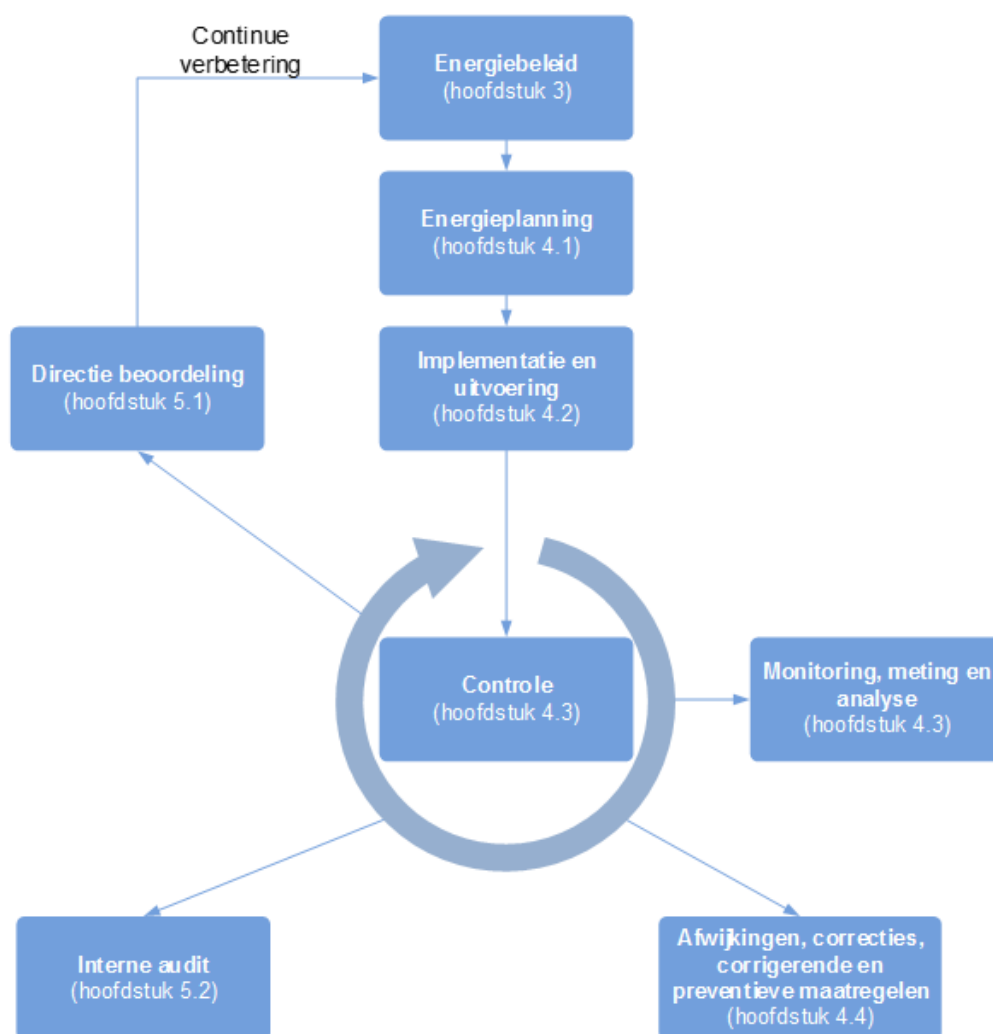 Continue
verbetering
Energiebeleid
(hoofdstuk 3)
Energieplanning
(hoofdstuk 4.1)
Directie beoordeling
(hoofdstuk 5.1)
Implementatie en
uitvoering
(hoofdstuk 4.2)
Controle
(hoofdstuk 4.3)
Monitoring, meting en
analyse
(hoofdstuk 4.3)
Interne audit
(hoofdstuk 5.2)
Afwijkingen, correcties,
corrigerende en
preventieve maatregelen
(hoofdstuk 4.4)